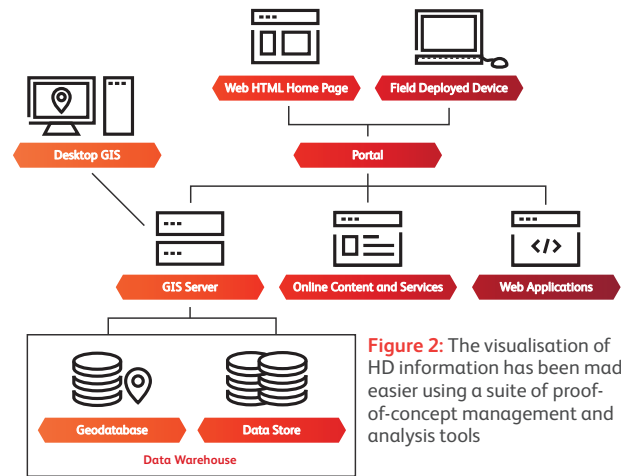 Web HTML Home Page
Field Deployed Device
Desktop GIS
Portal
</>
GIS Server
Online Content and Services
Web Applications
Geodatabase
Data Store
Data Warehouse
Figure 2: The visualisation of
HD information has been mad
easier using a suite of proof-
of-concept management and
analysis tools